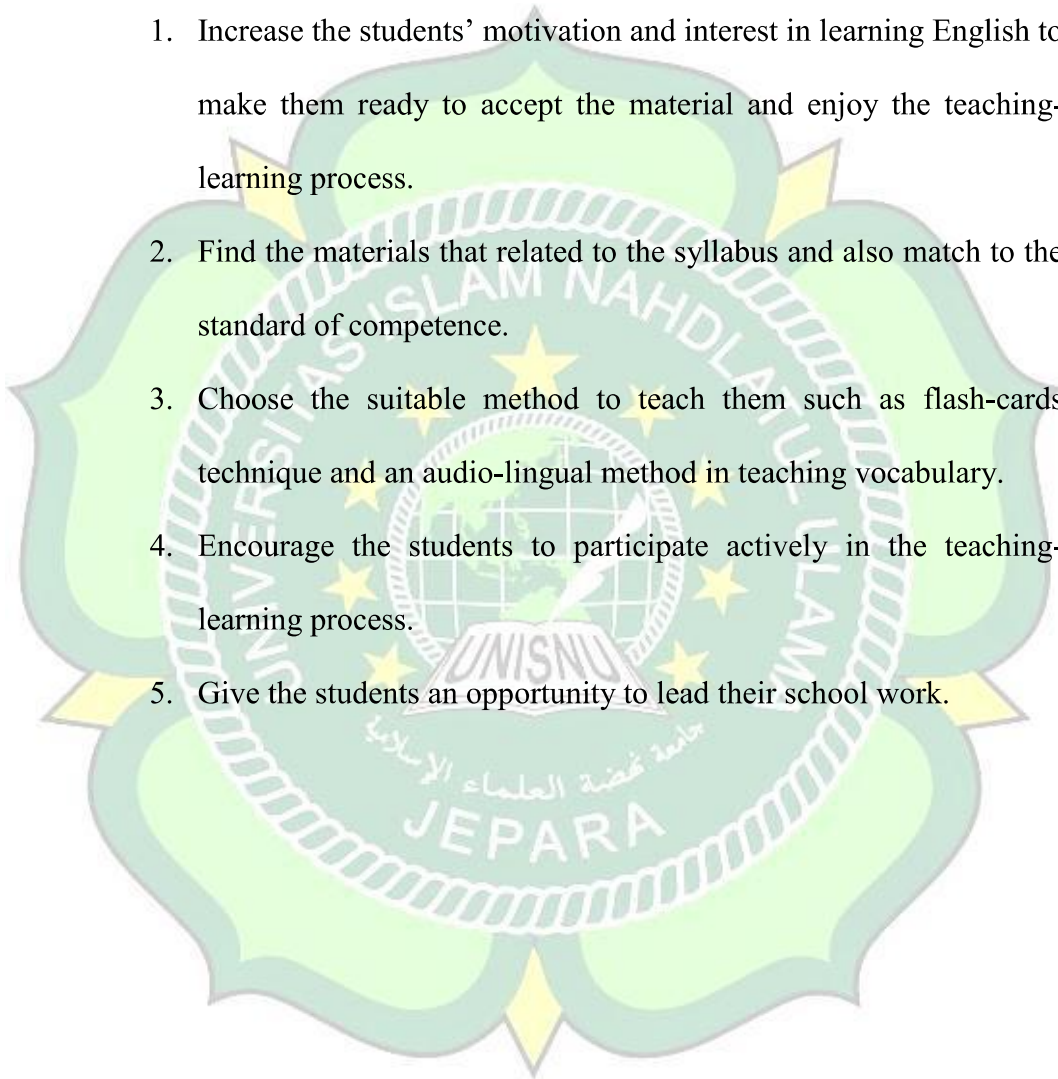 1. Increase the students’ motivation and interest in learning English to
make them ready to accept the material and enjoy the teaching-
learning process.
2. Find the materials that related to the syllabus and also match to the
standard of competence.
3. Choose the suitable method to teach them such as flash-cards
technique and an audio-lingual method in teaching vocabulary.
4. Encourage the students to participate actively in the teaching-
learning process.
5. Give the students an opportunity to lead their school work.
UNIVERSITAS ISLAM NAHDLATUL ULAMA
UNISNU
جامعة نهضة العلماء الإسلامية
JEPARA